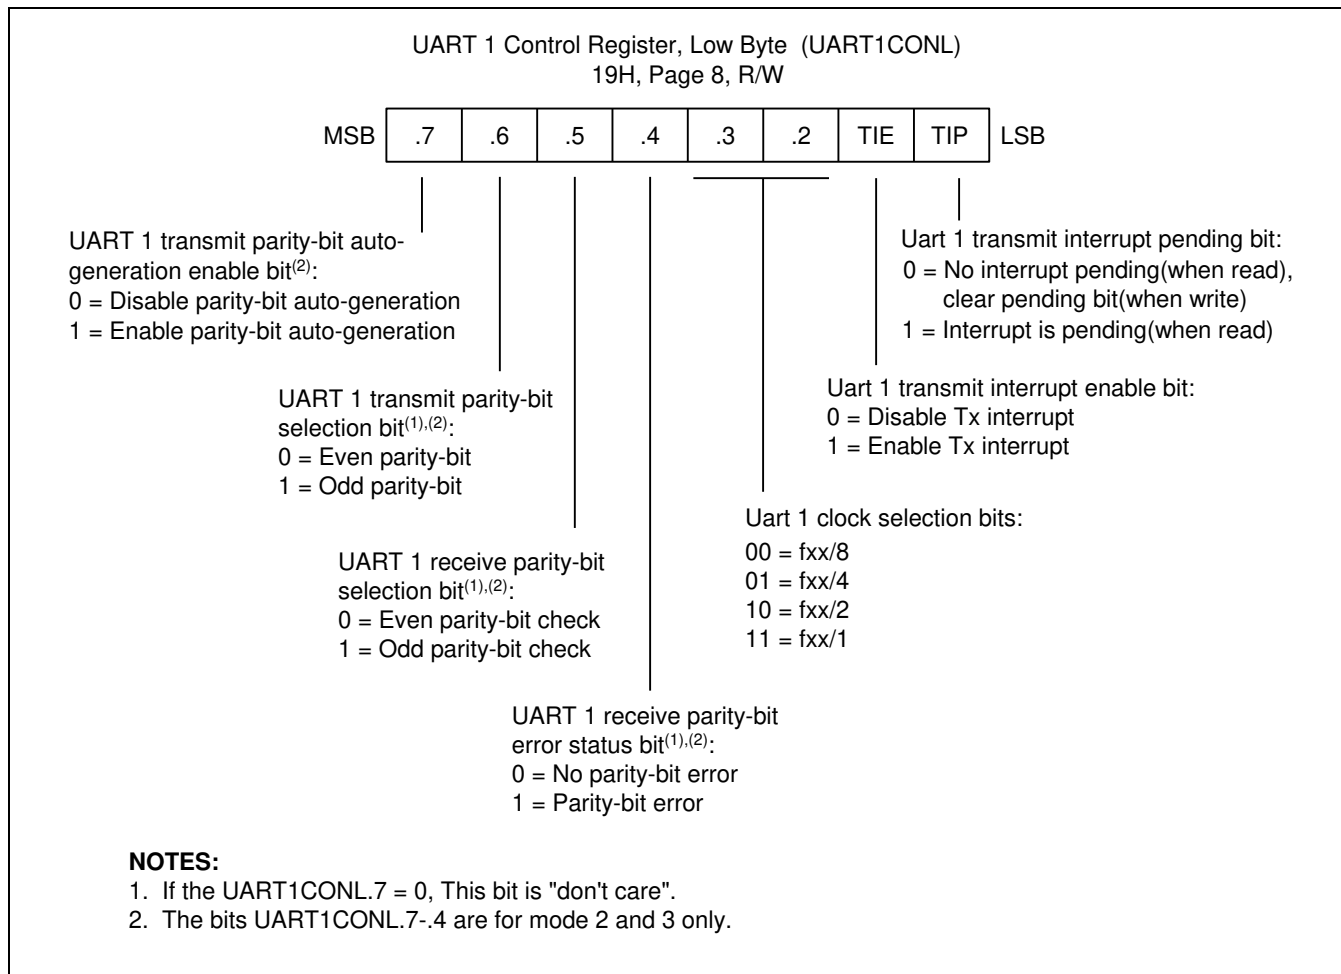 UART 1 Control Register, Low Byte (UART1CONL)
19H, Page 8, R/W
MSB .7 .6 .5 .4 .3 .2 TIE TIP LSB
UART 1 transmit parity-bit auto-
generation enable bit(2):
0 = Disable parity-bit auto-generation
1 = Enable parity-bit auto-generation
Uart 1 transmit interrupt pending bit:
0 = No interrupt pending(when read),
clear pending bit(when write)
1 = Interrupt is pending(when read)
UART 1 transmit parity-bit
selection bit(1),(2):
0 = Even parity-bit
1 = Odd parity-bit
Uart 1 transmit interrupt enable bit:
0 = Disable Tx interrupt
1 = Enable Tx interrupt
UART 1 receive parity-bit
selection bit(1),(2):
0 = Even parity-bit check
1 = Odd parity-bit check
Uart 1 clock selection bits:
00 = fxx/8
01 = fxx/4
10 = fxx/2
11 = fxx/1
UART 1 receive parity-bit
error status bit(1),(2):
0 = No parity-bit error
1 = Parity-bit error
NOTES:
1. If the UART1CONL.7 = 0, This bit is "don't care".
2. The bits UART1CONL.7-.4 are for mode 2 and 3 only.